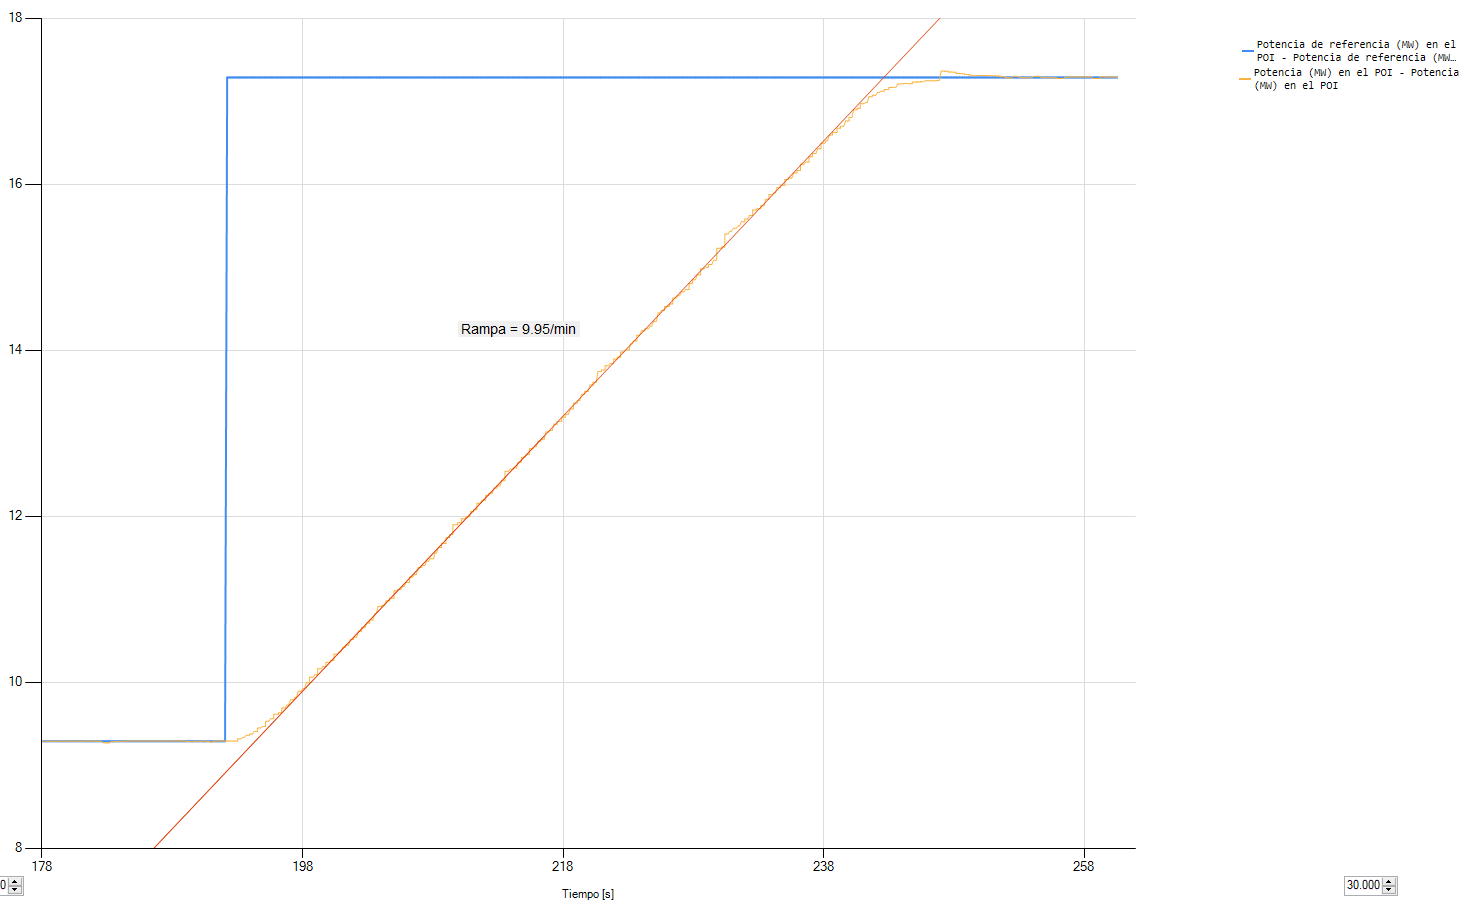 18
Potencia de referencia (MW) en el
POI - Potencia de referencia (MW…
Potencia (MW) en el POI - Potencia
(MW) en el POI
16
Rampa = 9.95/min
14
12
10
8
178 198 218 238 258
0
30.000
Tiempo [s]